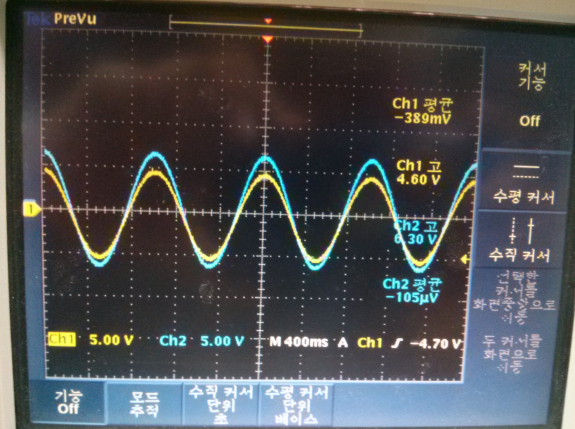 Tek PreVu
Ch1 평균
-389mV
Ch1 고
4.60 V
Ch2 고
6.30 V
Ch2 평균
-105µV
1
Ch1 5.00 V Ch2 5.00 V M 400ms A Ch1 ƒ -4.70 V
커서
기능
Off
수평 커서
수직 커서
선택한
커서를
화면중앙으로
이동
두 커서를
화면으로
이동
기능
Off
모드
추적
수직 커서
단위
초
수평 커서
단위
베이스